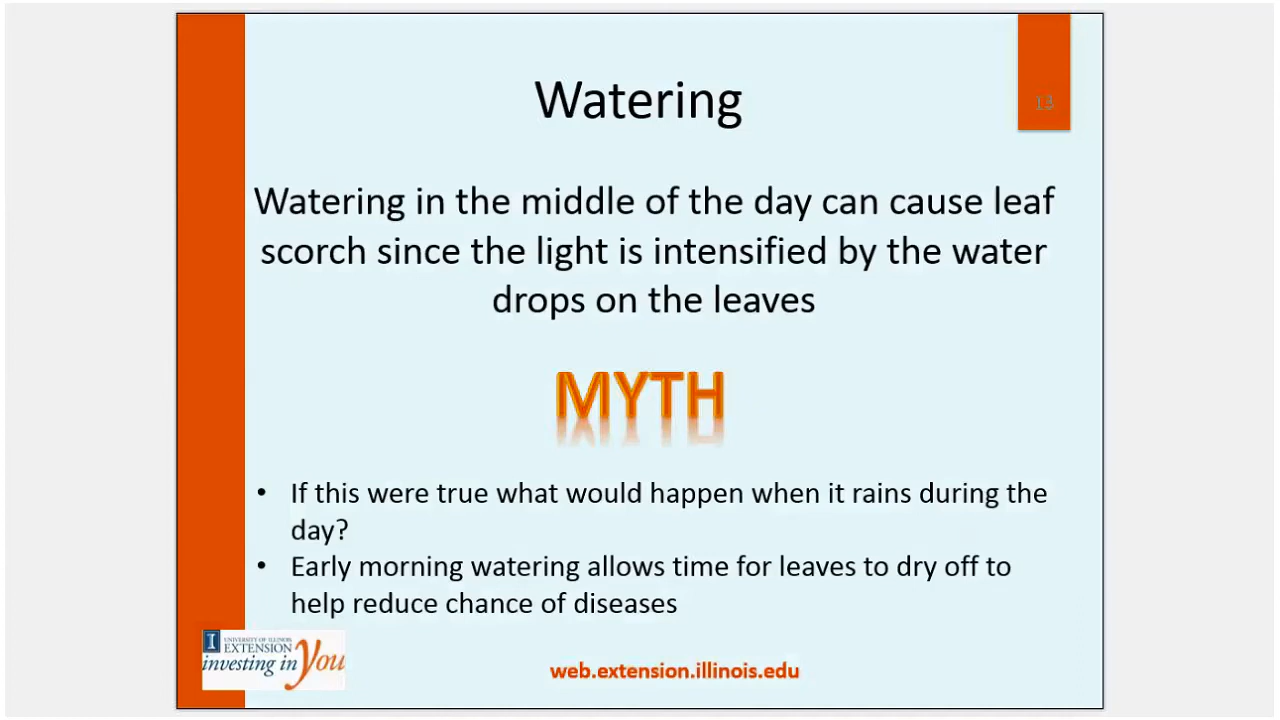 Watering
13
Watering in the middle of the day can cause leaf
scorch since the light is intensified by the water
drops on the leaves
MYTH
• If this were true what would happen when it rains during the
day?
• Early morning watering allows time for leaves to dry off to
help reduce chance of diseases
I
UNIVERSITY OF ILLINOIS
EXTENSION
investing in you
web.extension.illinois.edu